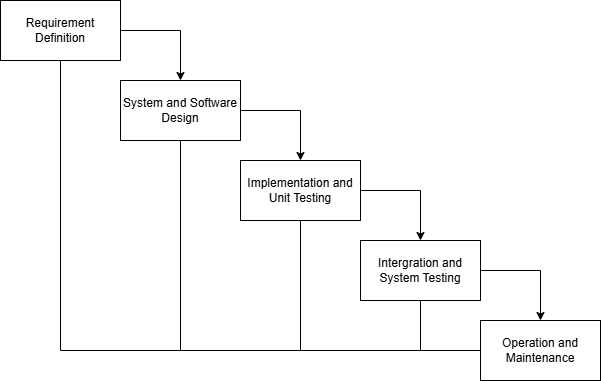 Requirement
Definition
System and Software
Design
Implementation and
Unit Testing
Intergration and
System Testing
Operation and
Maintenance